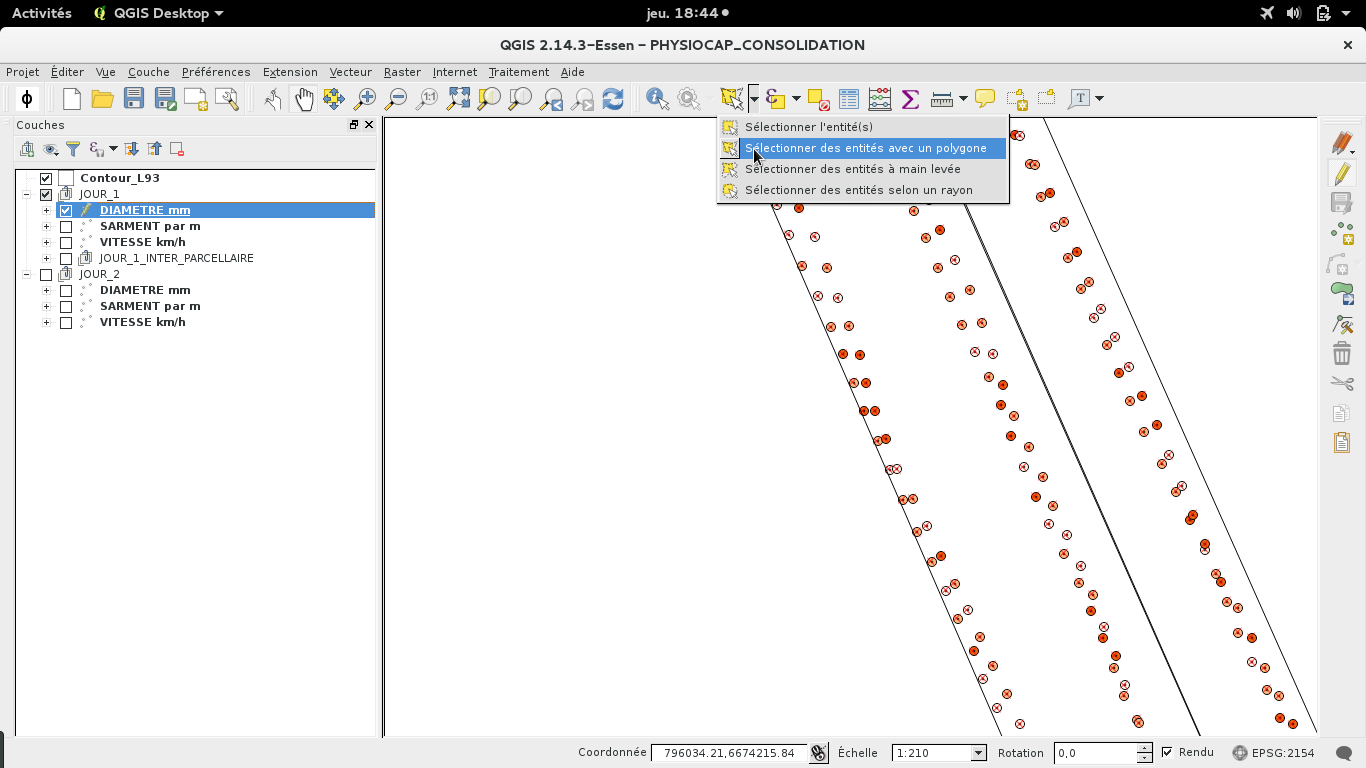 Activités QGIS Desktop jeu. 18:44
QGIS 2.14.3-Essen - PHYSIOCAP_CONSOLIDATION
Projet Éditer Vue Couche Préférences Extension Vecteur Raster Internet Traitement Aide
Couches
Sélectionner l'entité(s)
Sélectionner des entités avec un polygone
Sélectionner des entités à main levée
Sélectionner des entités selon un rayon
Contour_L93
JOUR_1
DIAMETRE mm
SARMENT par m
VITESSE km/h
JOUR_1_INTER_PARCELLAIRE
JOUR_2
DIAMETRE mm
SARMENT par m
VITESSE km/h
Coordonnée 796034.21,6674215.84 Échelle 1:210 Rotation 0,0 Rendu EPSG:2154